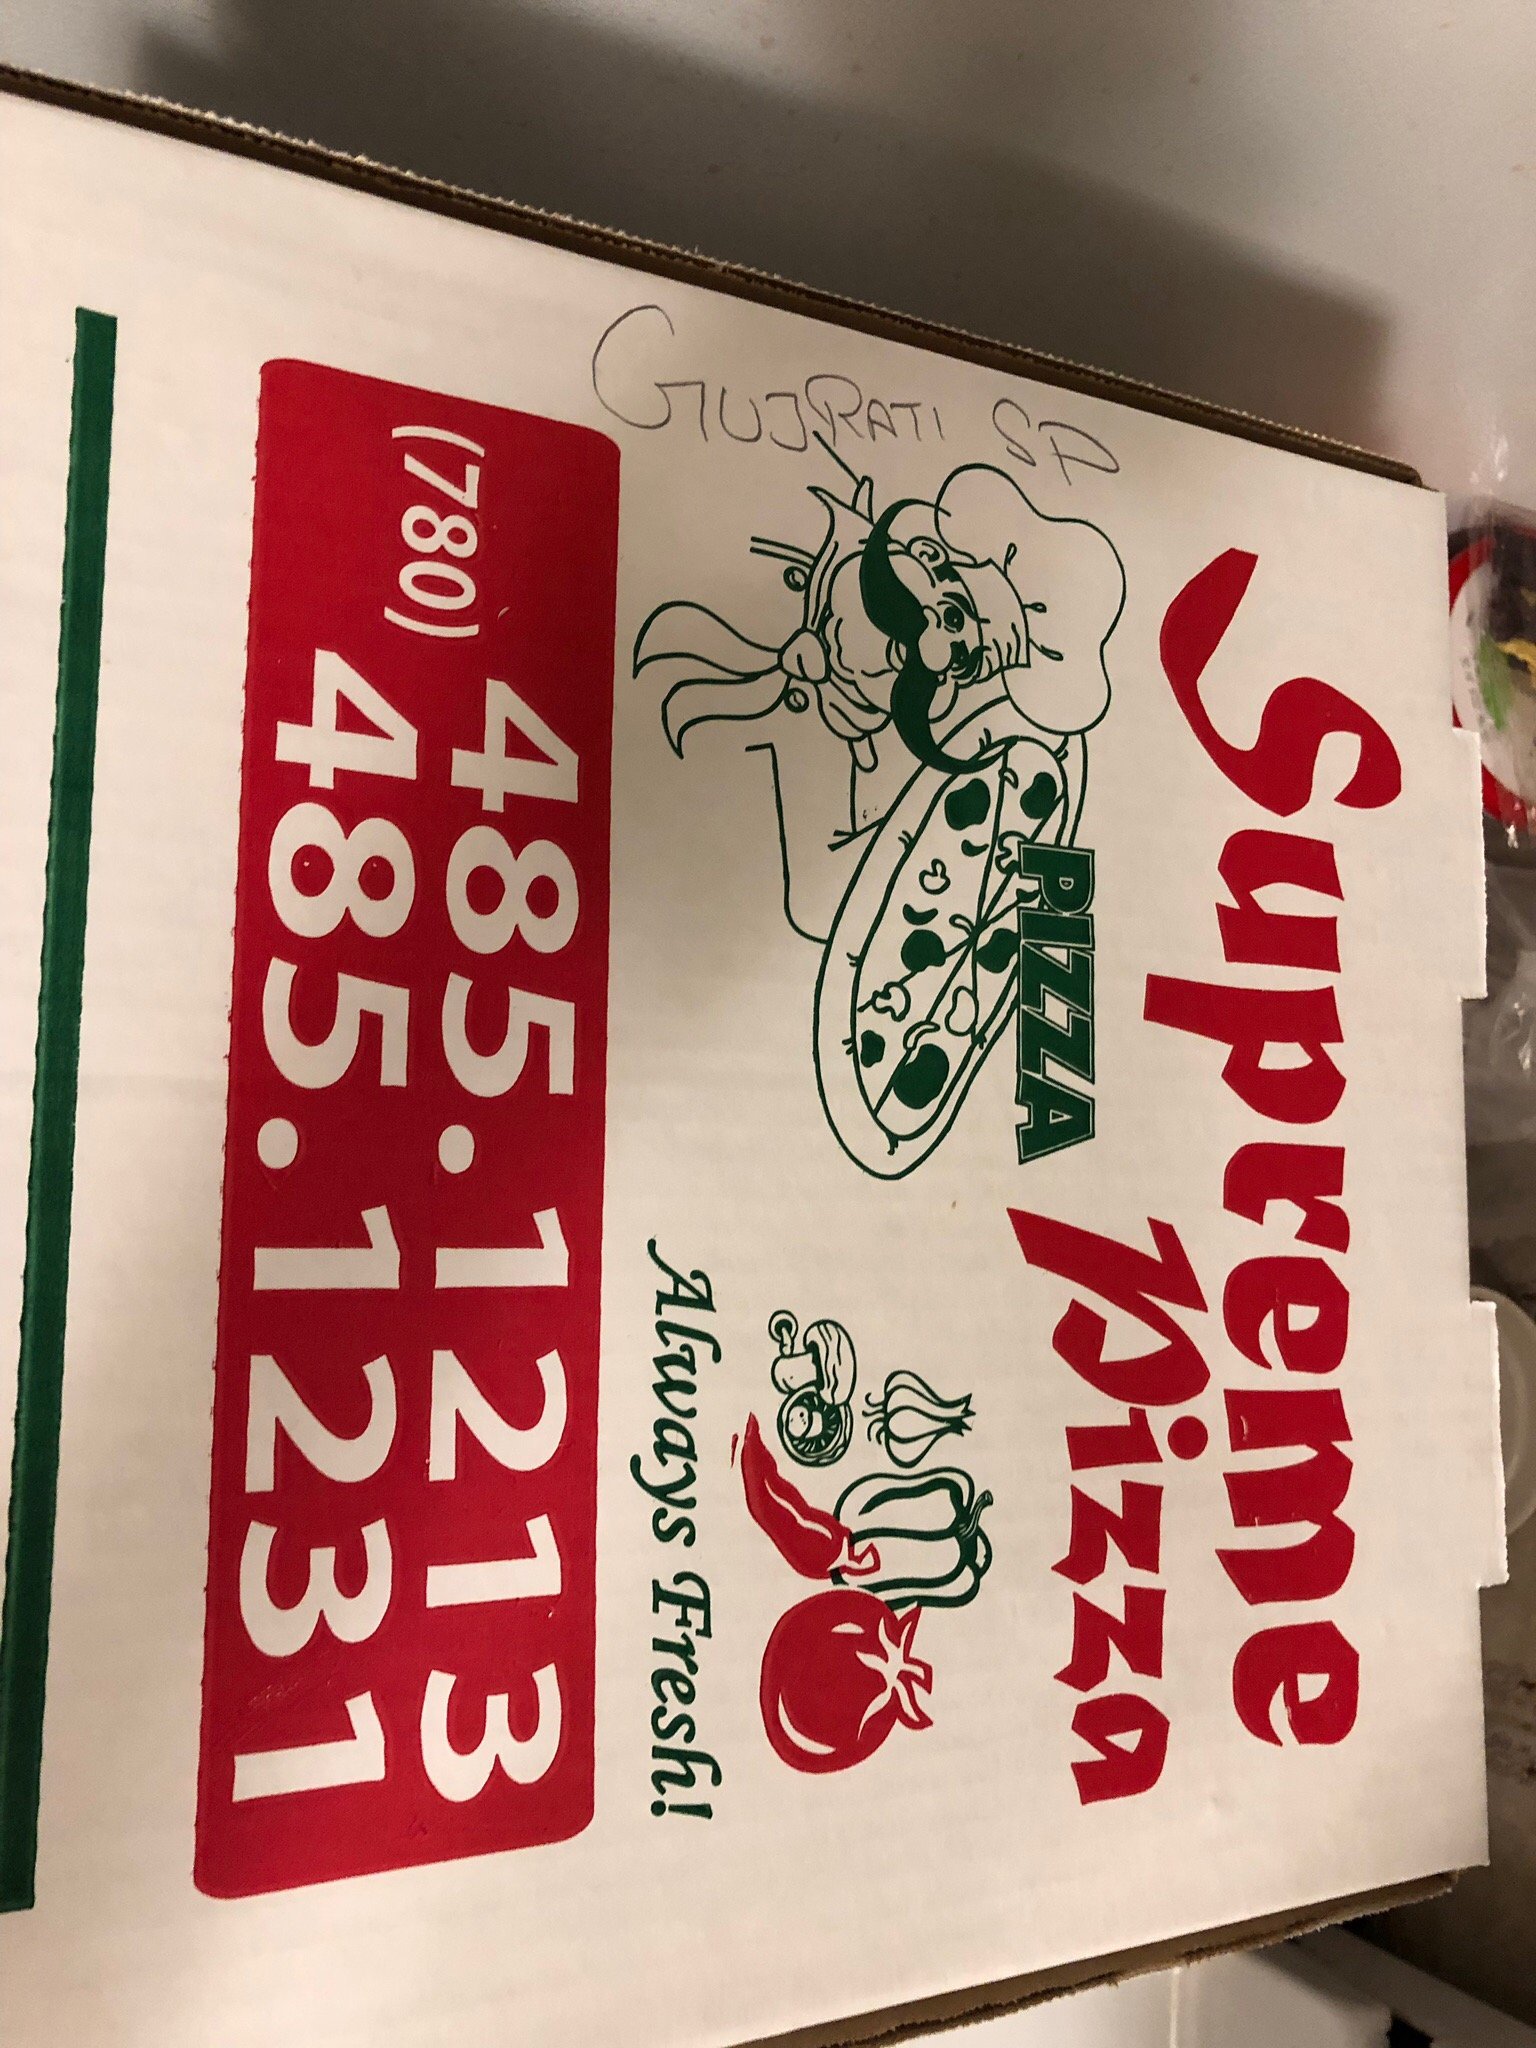 GUJRATI SP
Supreme
Pizza
PIZZA
Always Fresh!
(780) 485.1213
485.1231